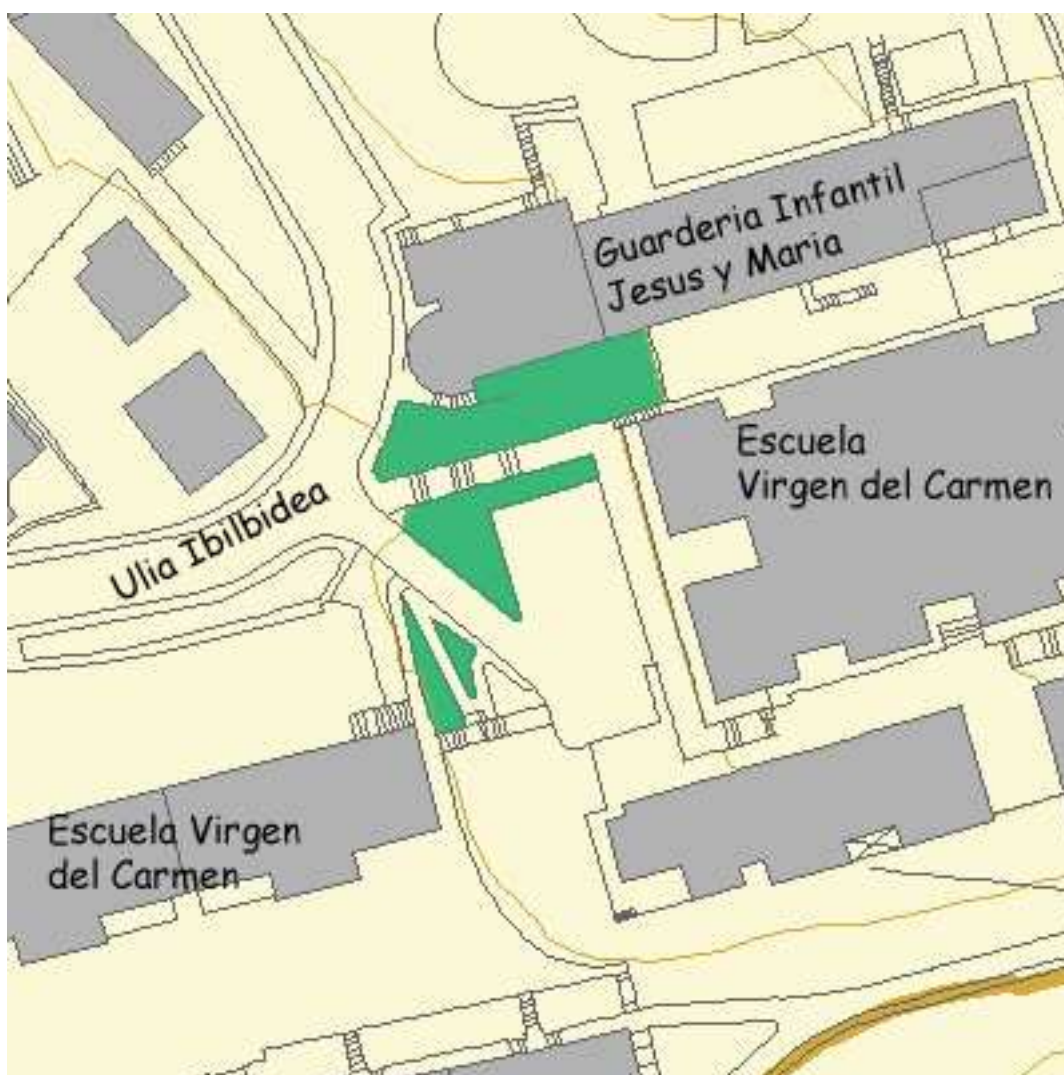 Guarderia Infantil
Jesus y Maria
Escuela
Virgen del Carmen
Ulia Ibilbidea
Escuela Virgen
del Carmen